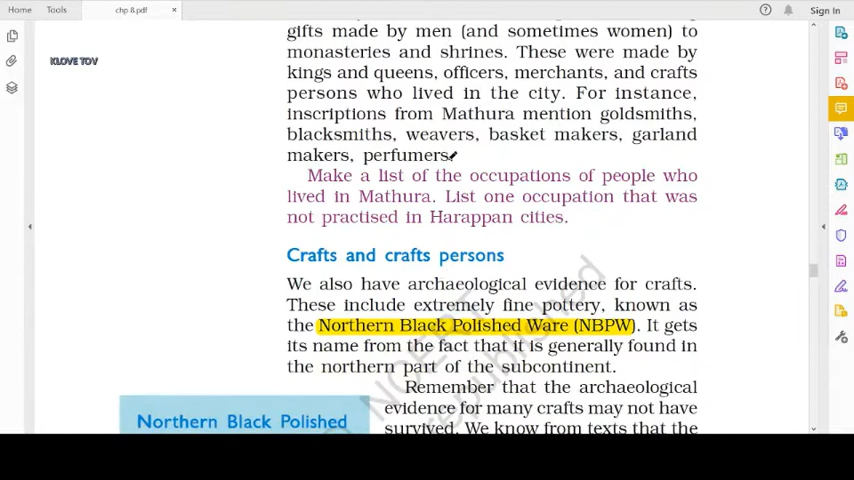 Home
Tools
chp 8.pdf
×
?
Sign In
KLOVE TOV
gifts made by men (and sometimes women) to
monasteries and shrines. These were made by
kings and queens, officers, merchants, and crafts
persons who lived in the city. For instance,
inscriptions from Mathura mention goldsmiths,
blacksmiths, weavers, basket makers, garland
makers, perfumers
Make a list of the occupations of people who
lived in Mathura. List one occupation that was
not practised in Harappan cities.
Crafts and crafts persons
We also have archaeological evidence for crafts.
These include extremely fine pottery, known as
the Northern Black Polished Ware (NBPW). It gets
its name from the fact that it is generally found in
the northern part of the subcontinent.
Remember that the archaeological
evidence for many crafts may not have
survived. We know from texts that the
Northern Black Polished
NCERT
republished